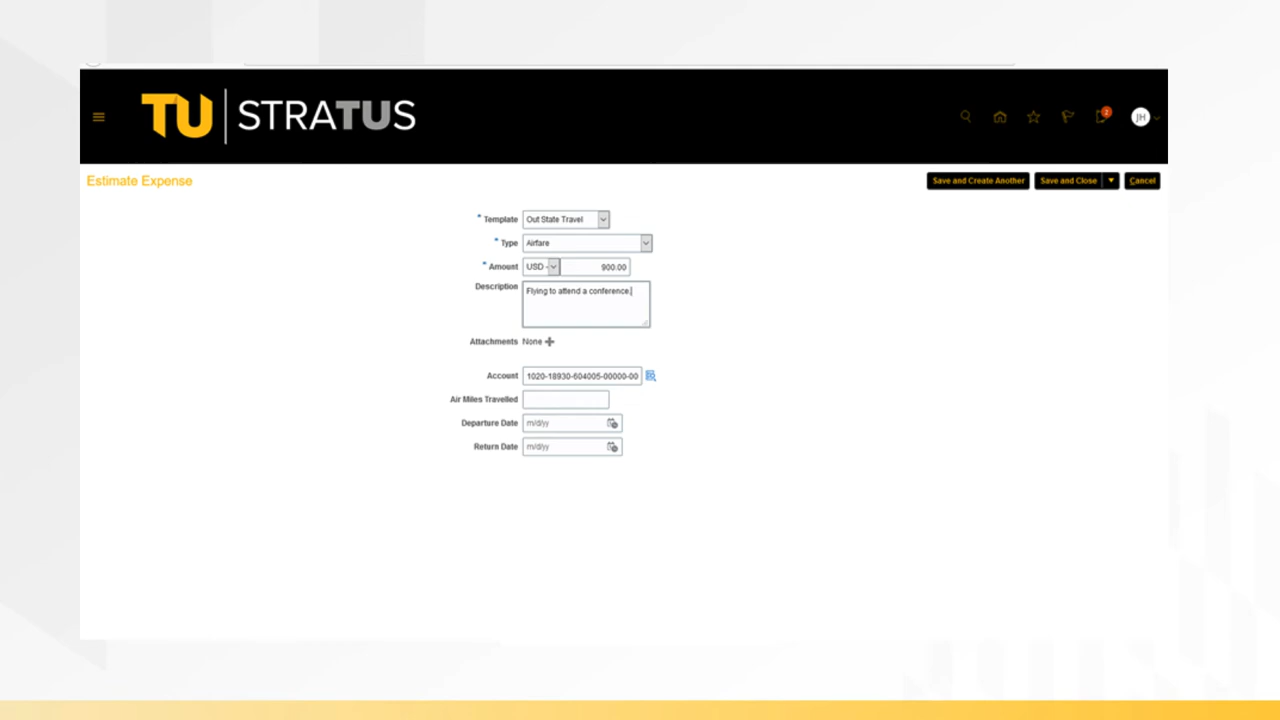 TU STRATUS
2
JH
Estimate Expense
Save and Create Another
Save and Close
Cancel
* Template Out State Travel
* Type Airfare
* Amount USD - 900.00
Description Flying to attend a conference.
Attachments None
Account 1020-18930-604005-00000-00
Air Miles Travelled
Departure Date m/d/yy
Return Date m/d/yy